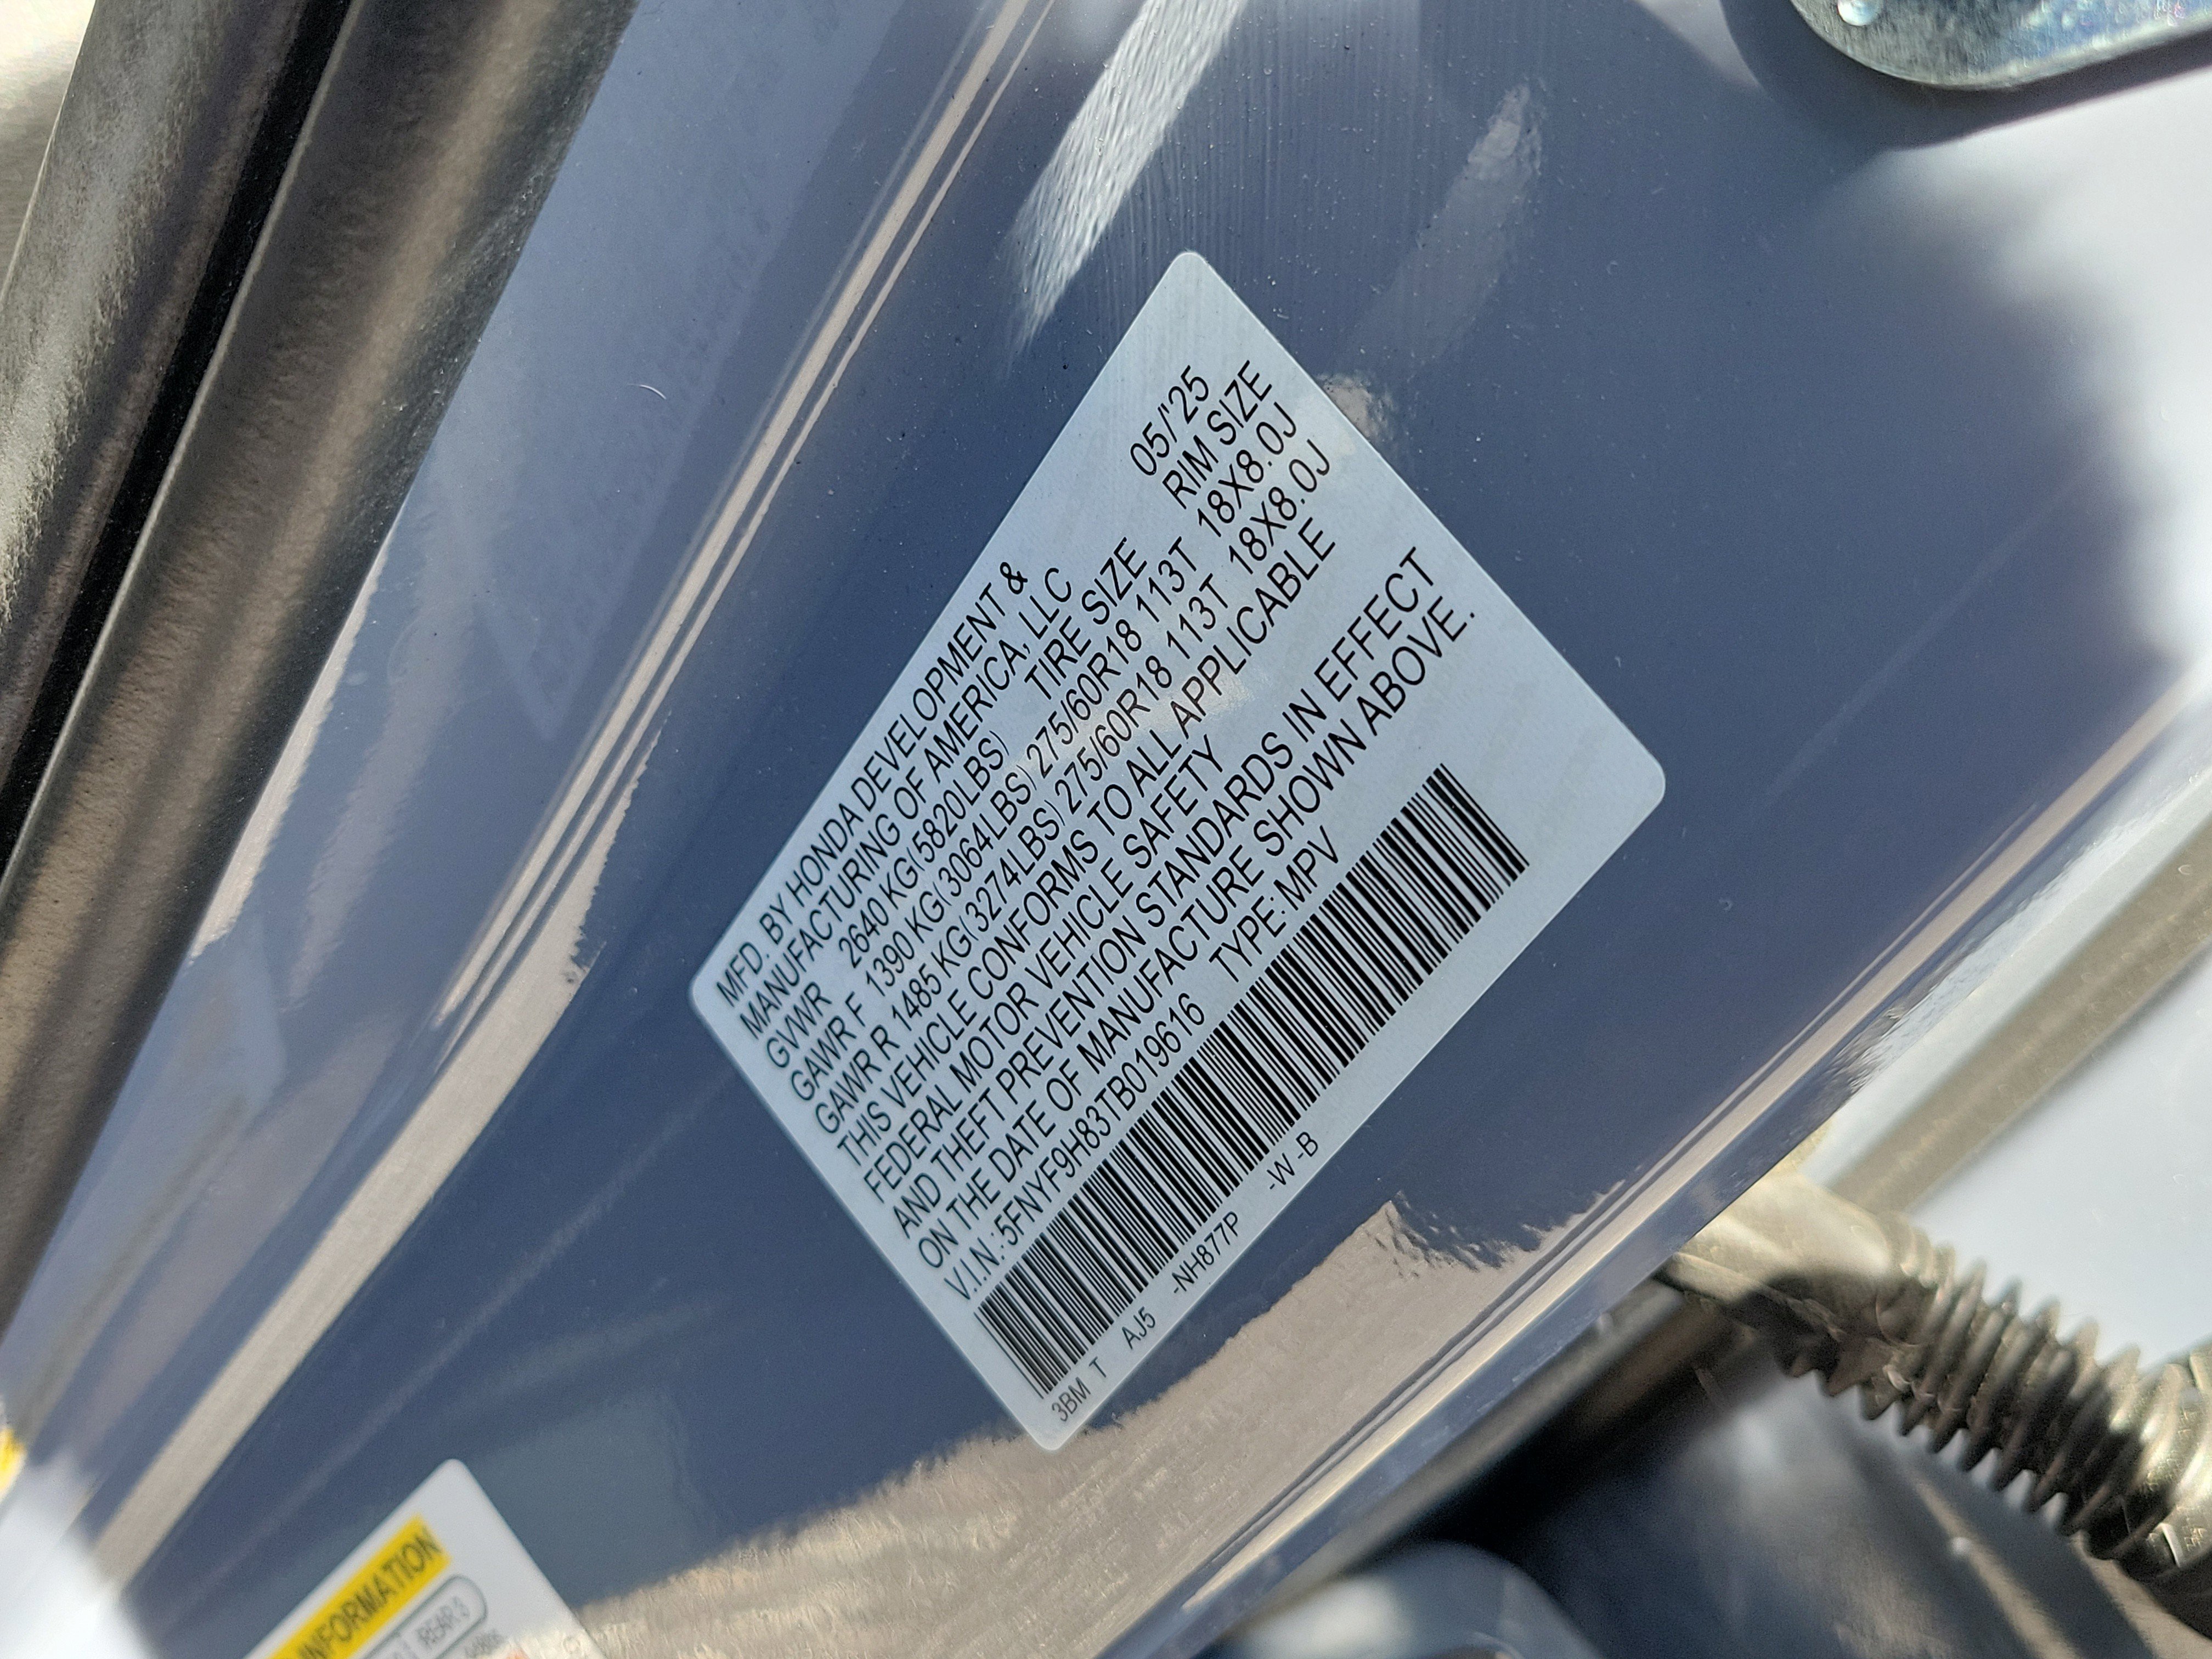 MFD. BY HONDA DEVELOPMENT &
MANUFACTURING OF AMERICA, LLC 05/'25
GVWR 2640 KG(5820LBS) TIRE SIZE RIM SIZE
GAWR F 1390 KG(3064LBS) 275/60R18 113T 18X8.0J
GAWR R 1485 KG(3274LBS) 275/60R18 113T 18X8.0J
THIS VEHICLE CONFORMS TO ALL APPLICABLE
FEDERAL MOTOR VEHICLE SAFETY
AND THEFT PREVENTION STANDARDS IN EFFECT
ON THE DATE OF MANUFACTURE SHOWN ABOVE.
V.I.N.:5FNYF9H83TB019616 TYPE:MPV
3BM T AJ5 -NH877P -W -B
INFORMATION
REAR: